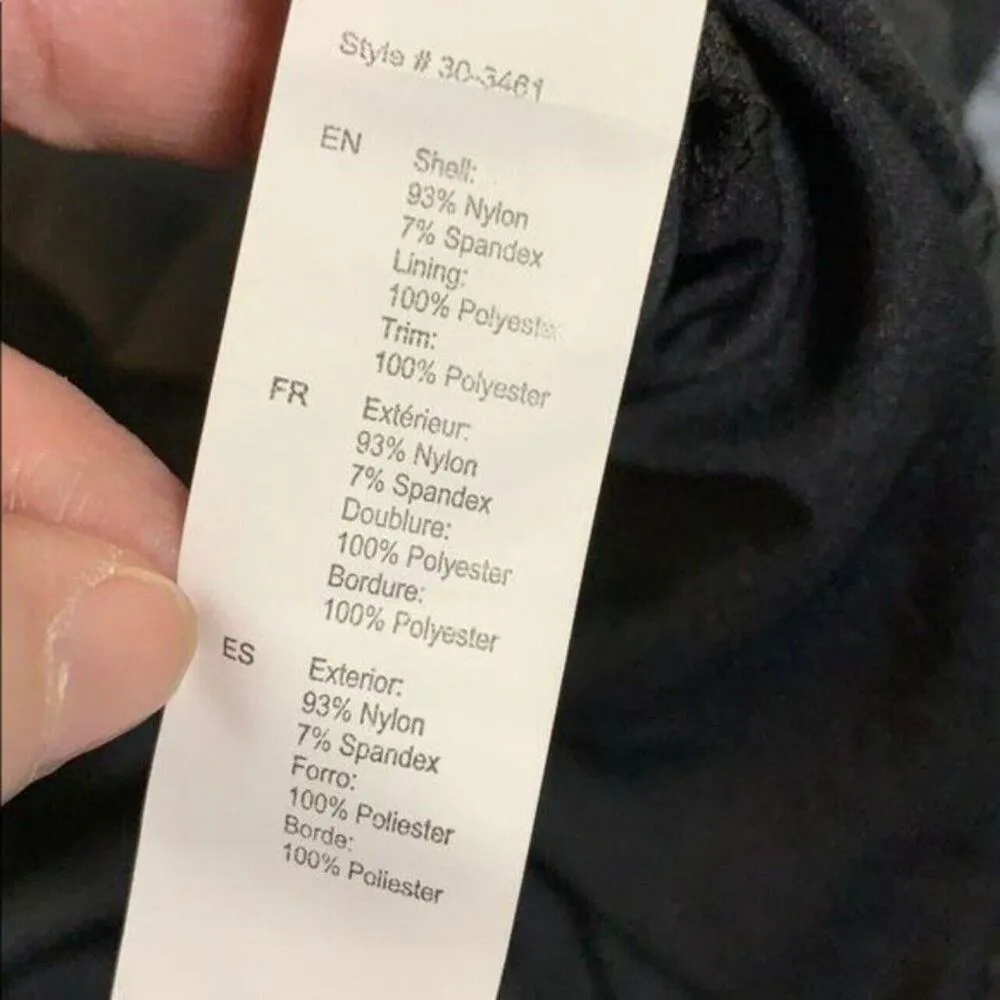 Style # 30-3461
EN
Shell:
93% Nylon
7% Spandex
Lining:
100% Polyester
Trim:
100% Polyester
FR
Extérieur:
93% Nylon
7% Spandex
Doublure:
100% Polyester
Bordure:
100% Polyester
ES
Exterior:
93% Nylon
7% Spandex
Forro:
100% Poliester
Borde:
100% Poliester